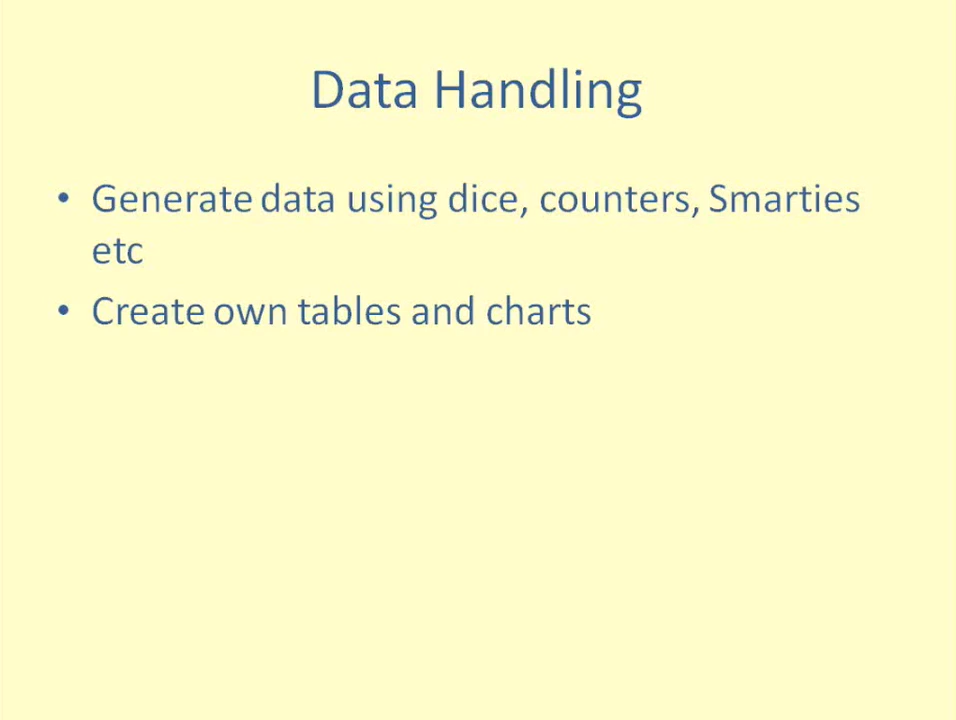 Data Handling
• Generate data using dice, counters, Smarties
etc
• Create own tables and charts